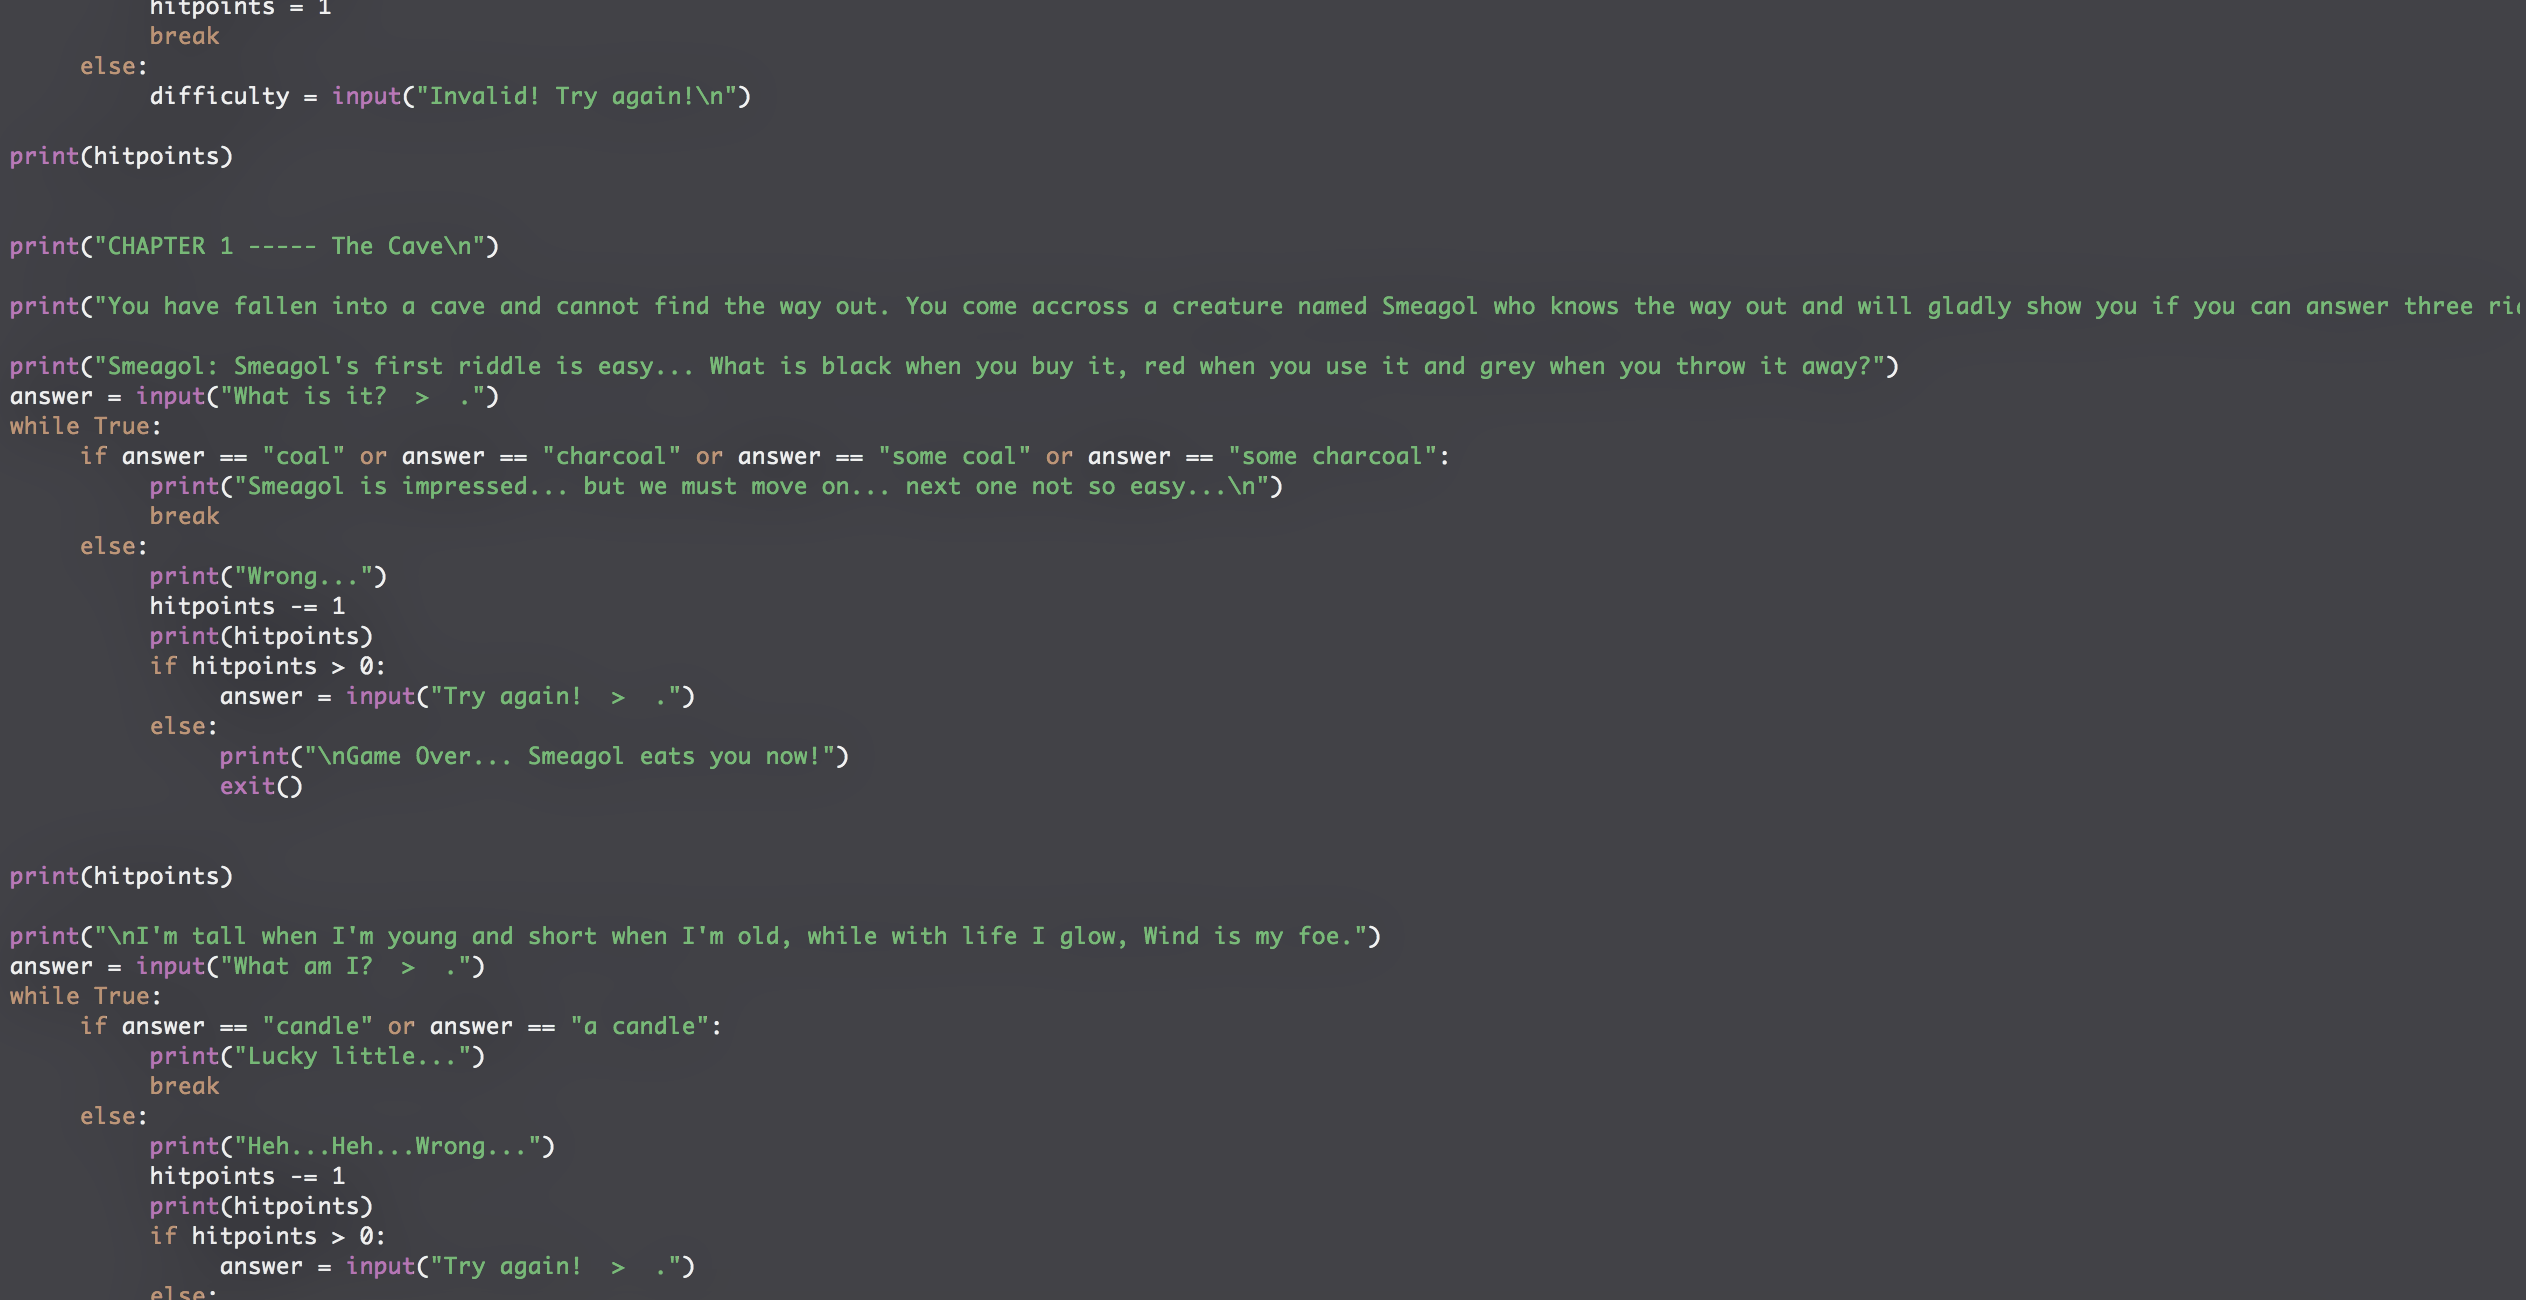 hitpoints = 1
break
else:
difficulty = input("Invalid! Try again!\n")
print(hitpoints)
print("CHAPTER 1 ----- The Cave\n")
print("You have fallen into a cave and cannot find the way out. You come accross a creature named Smeagol who knows the way out and will gladly show you if you can answer three
print("Smeagol: Smeagol's first riddle is easy... What is black when you buy it, red when you use it and grey when you throw it away?")
answer = input("What is it?  >  .")
while True:
if answer == "coal" or answer == "charcoal" or answer == "some coal" or answer == "some charcoal":
print("Smeagol is impressed... but we must move on... next one not so easy...\n")
break
else:
print("Wrong...")
hitpoints -= 1
print(hitpoints)
if hitpoints > 0:
answer = input("Try again!  >  .")
else:
print("\nGame Over... Smeagol eats you now!")
exit()
print(hitpoints)
print("\nI'm tall when I'm young and short when I'm old, while with life I glow, Wind is my foe.")
answer = input("What am I?  >  .")
while True:
if answer == "candle" or answer == "a candle":
print("Lucky little...")
break
else:
print("Heh...Heh...Wrong...")
hitpoints -= 1
print(hitpoints)
if hitpoints > 0:
answer = input("Try again!  >  .")
else: